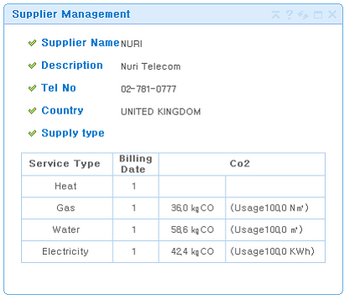 Supplier Management
Supplier Name NURI
Description Nuri Telecom
Tel No 02-781-0777
Country UNITED KINGDOM
Supply type
Service Type Billing Date Co2
Heat 1
Gas 1 36,0 kgCO (Usage100,0 N㎥)
Water 1 58,6 kgCO (Usage100,0 ㎥)
Electricity 1 42,4 kgCO (Usage100,0 KWh)